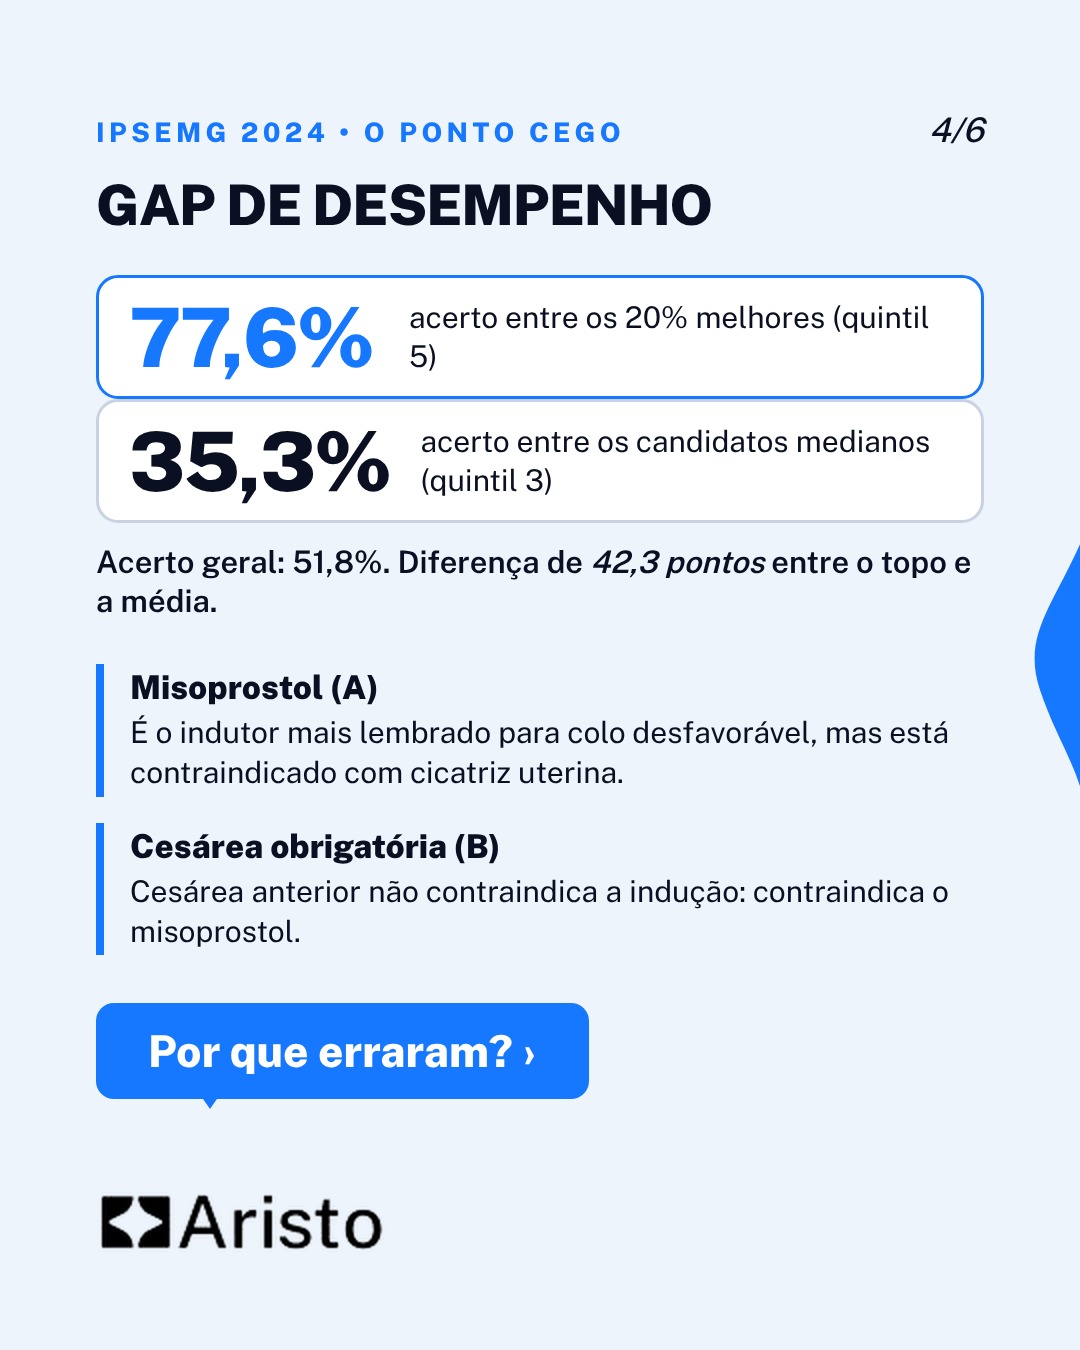 IPSEMG 2024 • O PONTO CEGO
4/6
GAP DE DESEMPENHO
77,6%
acerto entre os 20% melhores (quintil
5)
35,3%
acerto entre os candidatos medianos
(quintil 3)
Acerto geral: 51,8%. Diferença de 42,3 pontos entre o topo e
a média.
Misoprostol (A)
É o indutor mais lembrado para colo desfavorável, mas está
contraindicado com cicatriz uterina.
Cesárea obrigatória (B)
Cesárea anterior não contraindica a indução: contraindica o
misoprostol.
Por que erraram? ›
Aristo